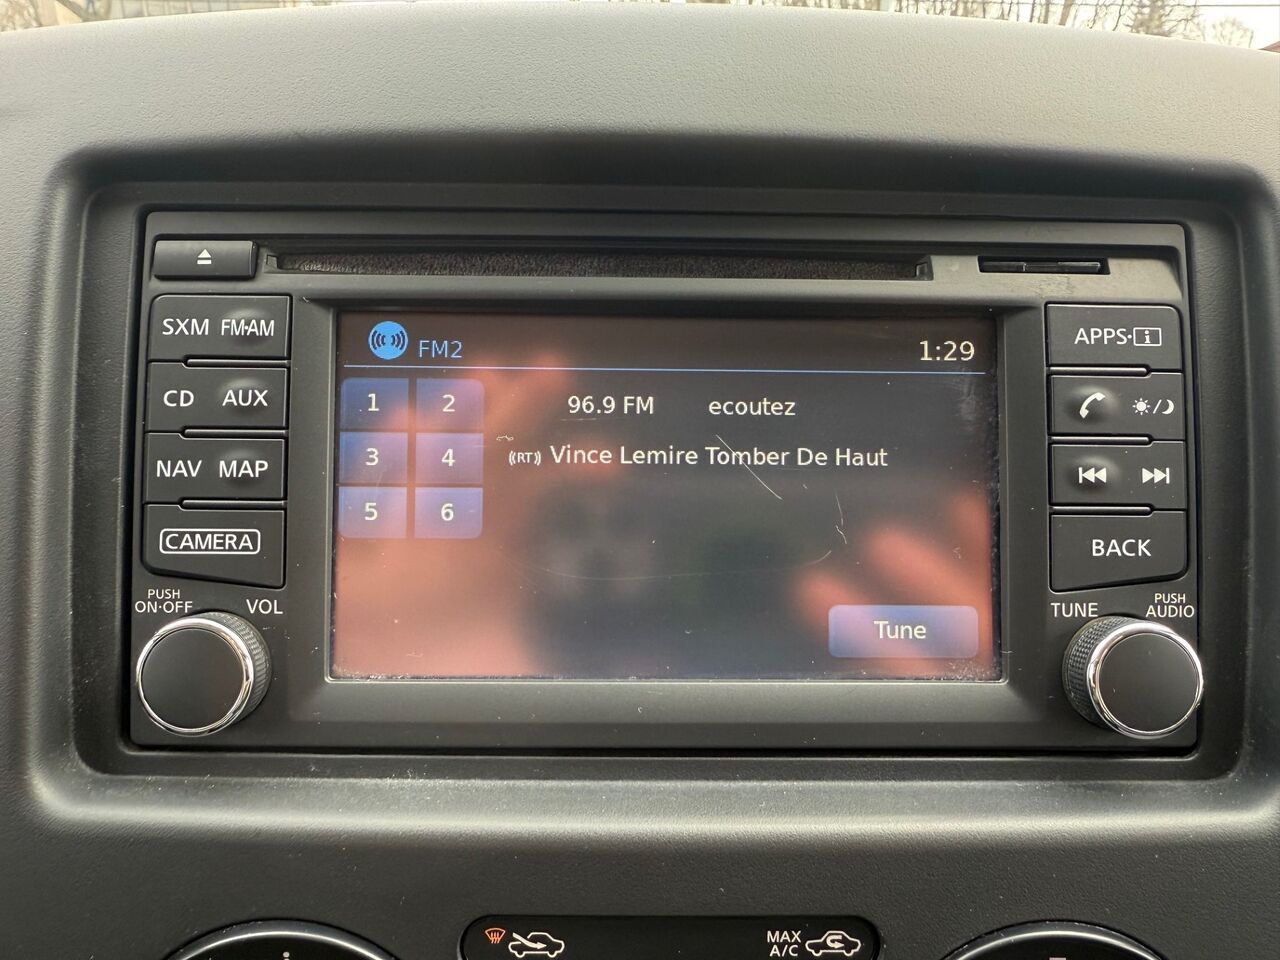 SXM FM·AM
CD AUX
NAV MAP
CAMERA
PUSH
ON·OFF
VOL
FM2
1:29
1 2
3 4
5 6
96.9 FM ecoutez
((RT)) Vince Lemire Tomber De Haut
Tune
APPS·i
BACK
TUNE
PUSH
AUDIO
MAX
A/C